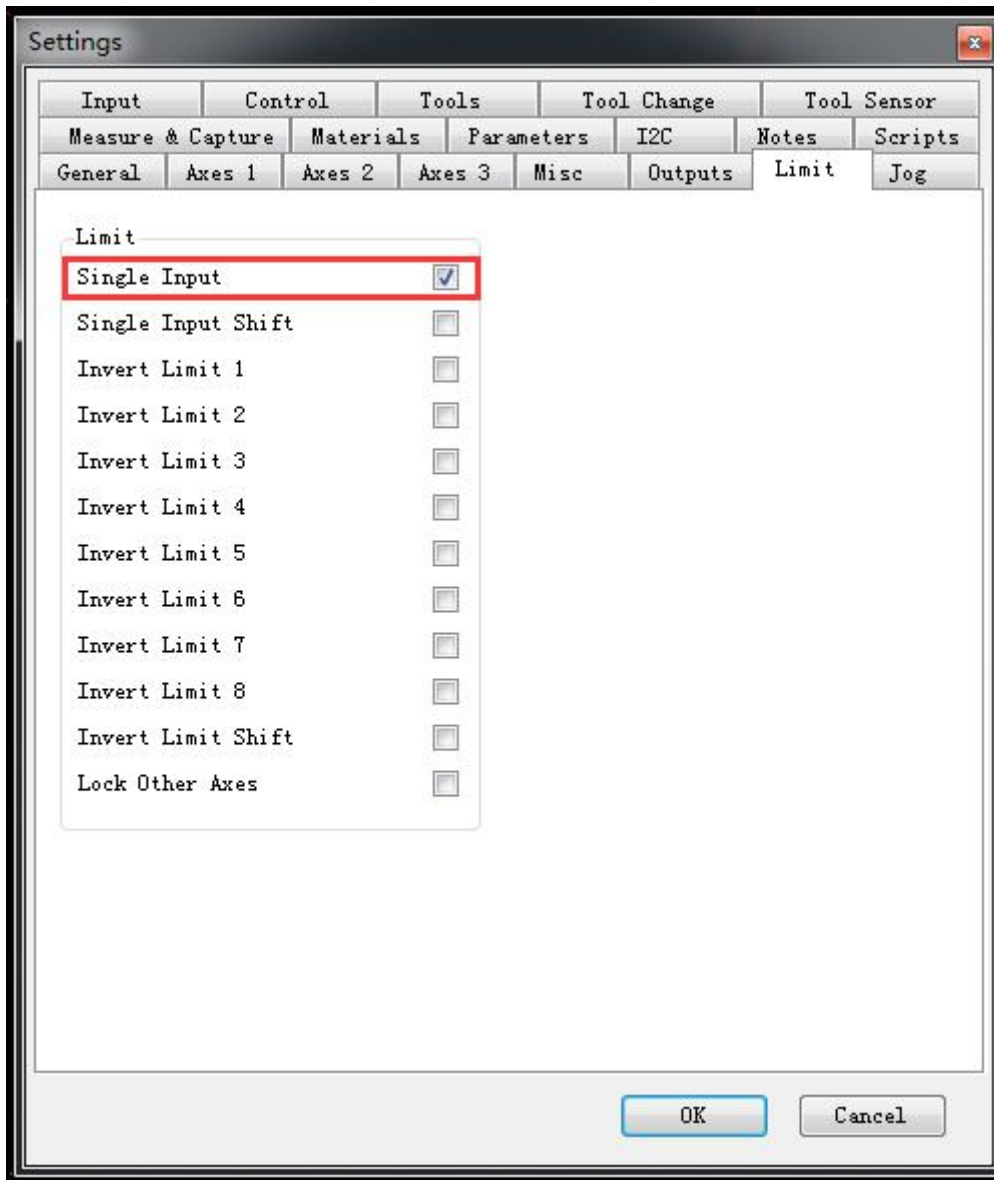 Settings
Input Control Tools Tool Change Tool Sensor
Measure & Capture Materials Parameters I2C Notes Scripts
General Axes 1 Axes 2 Axes 3 Misc Outputs Limit Jog
Limit
Single Input
Single Input Shift
Invert Limit 1
Invert Limit 2
Invert Limit 3
Invert Limit 4
Invert Limit 5
Invert Limit 6
Invert Limit 7
Invert Limit 8
Invert Limit Shift
Lock Other Axes
OK Cancel